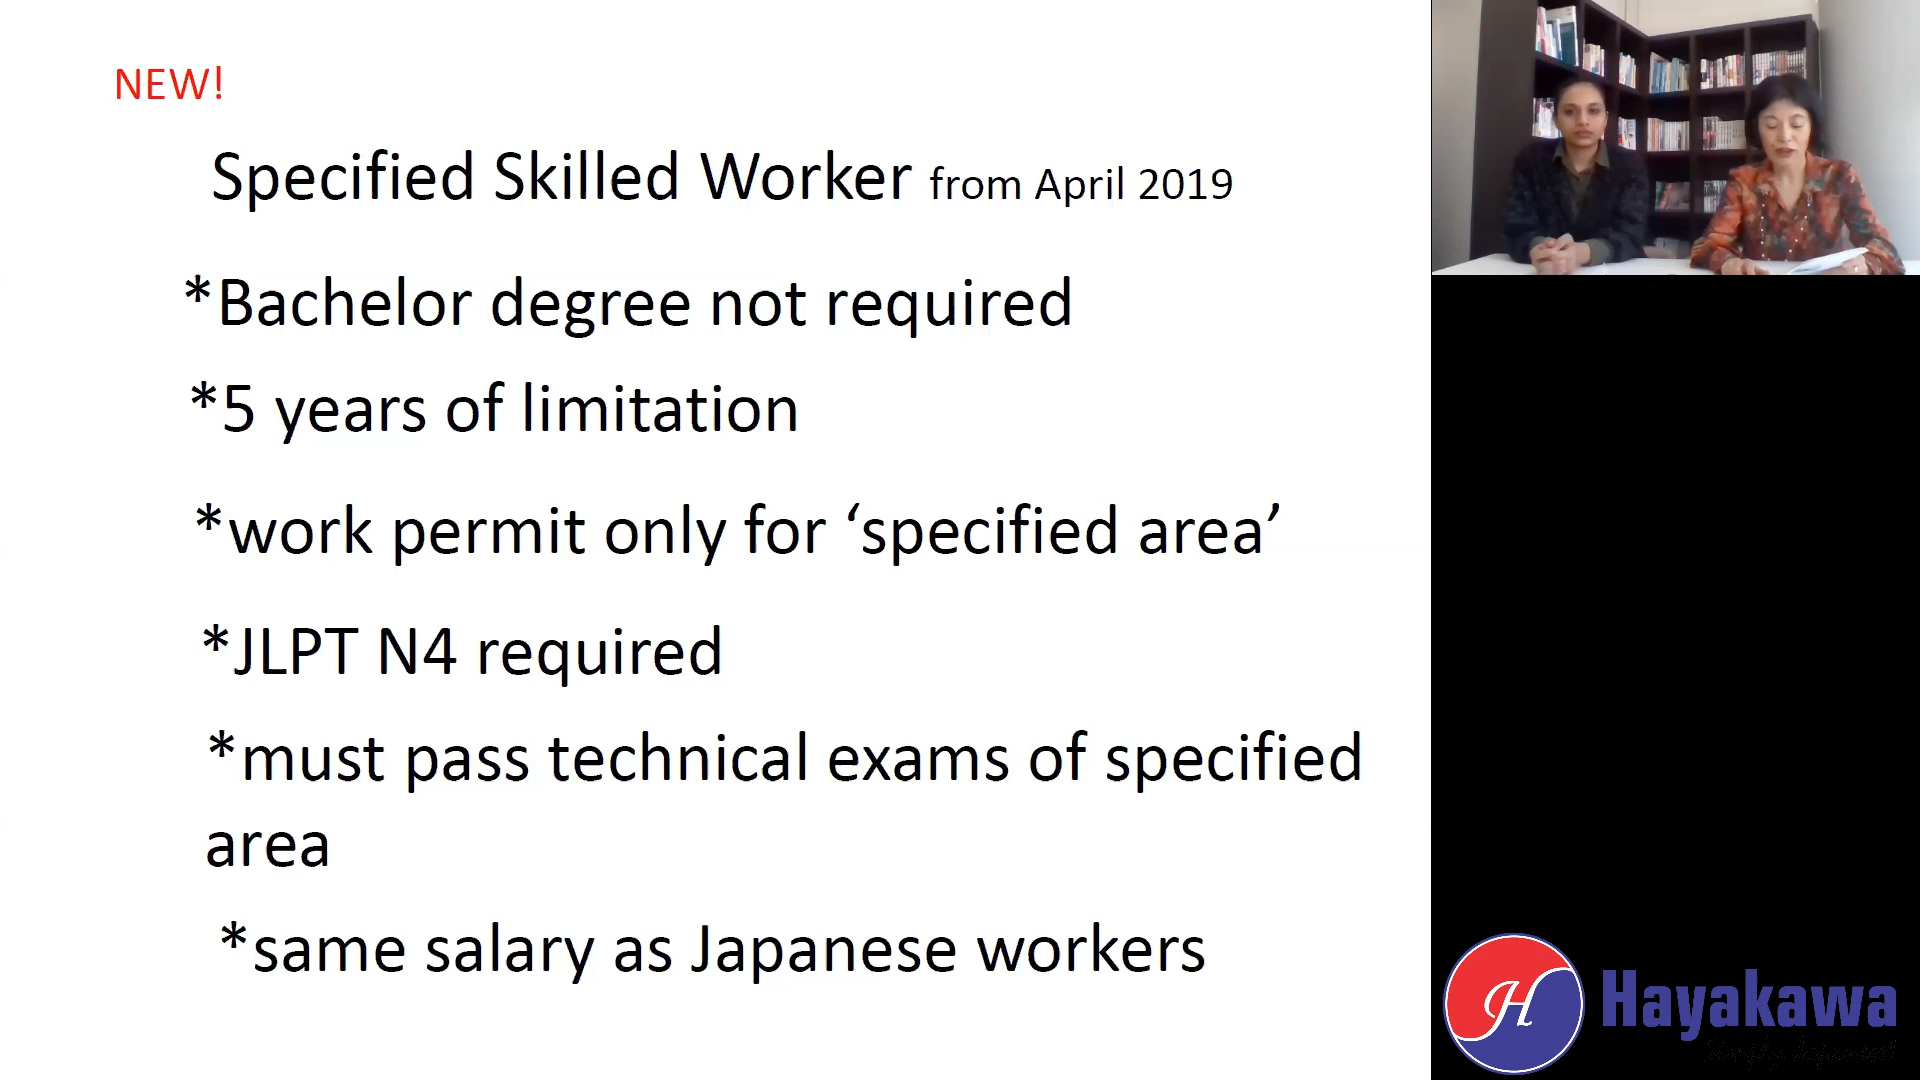 NEW!
Specified Skilled Worker from April 2019
*Bachelor degree not required
*5 years of limitation
*work permit only for ‘specified area’
*JLPT N4 required
*must pass technical exams of specified
area
*same salary as Japanese workers
H
Hayakawa